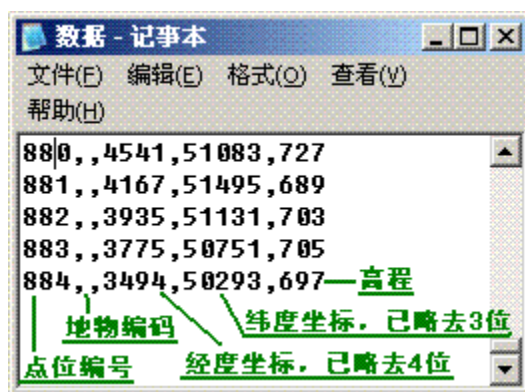 数据 - 记事本
文件(F) 编辑(E) 格式(O) 查看(V)
帮助(H)
880,,4541,51083,727
881,,4167,51495,689
882,,3935,51131,703
883,,3775,50751,705
884,,3494,50293,697 高程
地物编码 纬度坐标，已略去3位
点位编号 经度坐标，已略去4位